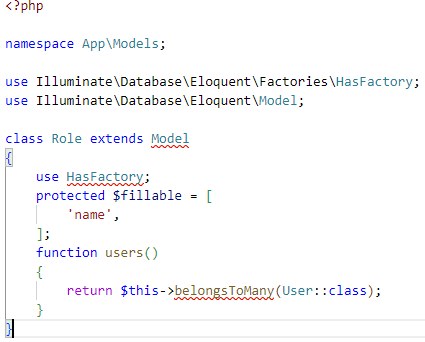 <?php
namespace App\Models;
use Illuminate\Database\Eloquent\Factories\HasFactory;
use Illuminate\Database\Eloquent\Model;
class Role extends Model
{
    use HasFactory;
    protected $fillable = [
        'name',
    ];
    function users()
    {
        return $this->belongsToMany(User::class);
    }
}